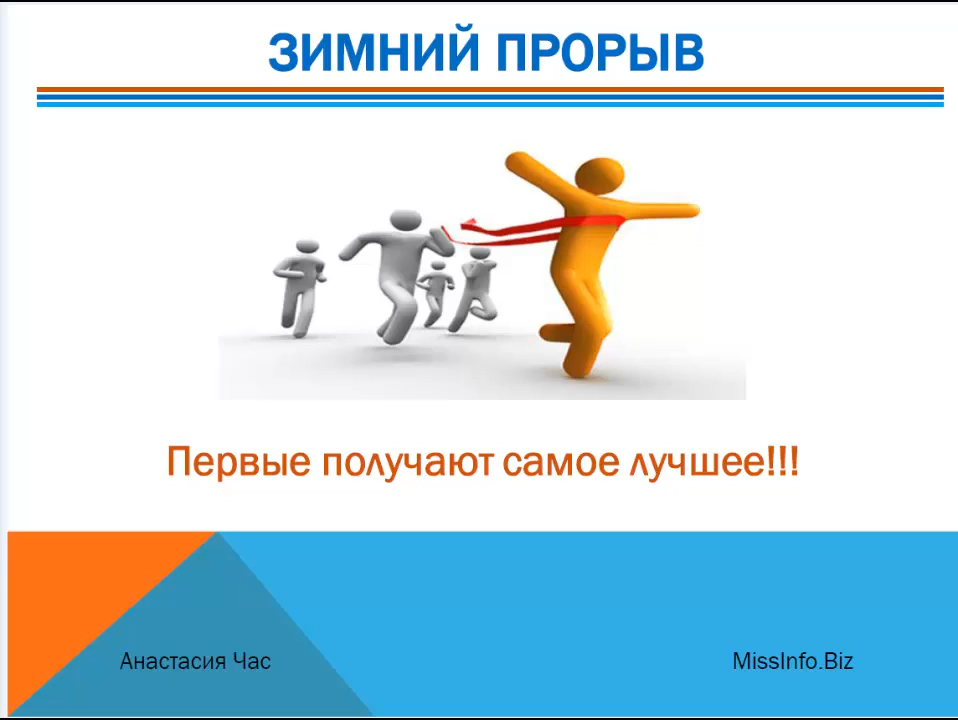 ЗИМНИЙ ПРОРЫВ
Первые получают самое лучшее!!!
Анастасия Час
MissInfo.Biz